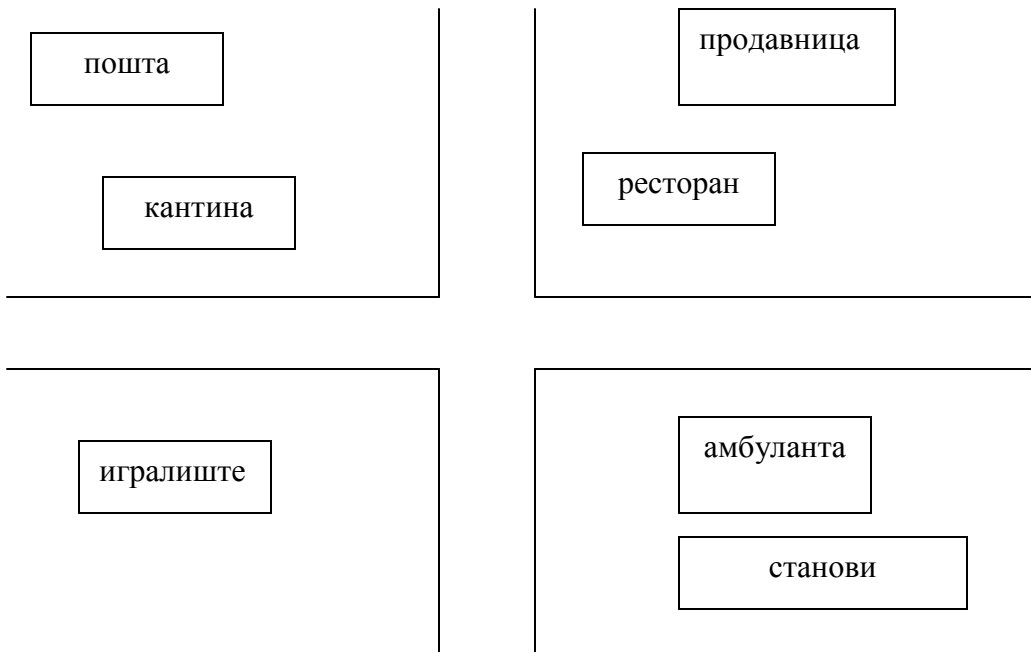 пошта
продавница
кантина
ресторан
игралиште
амбуланта
станови